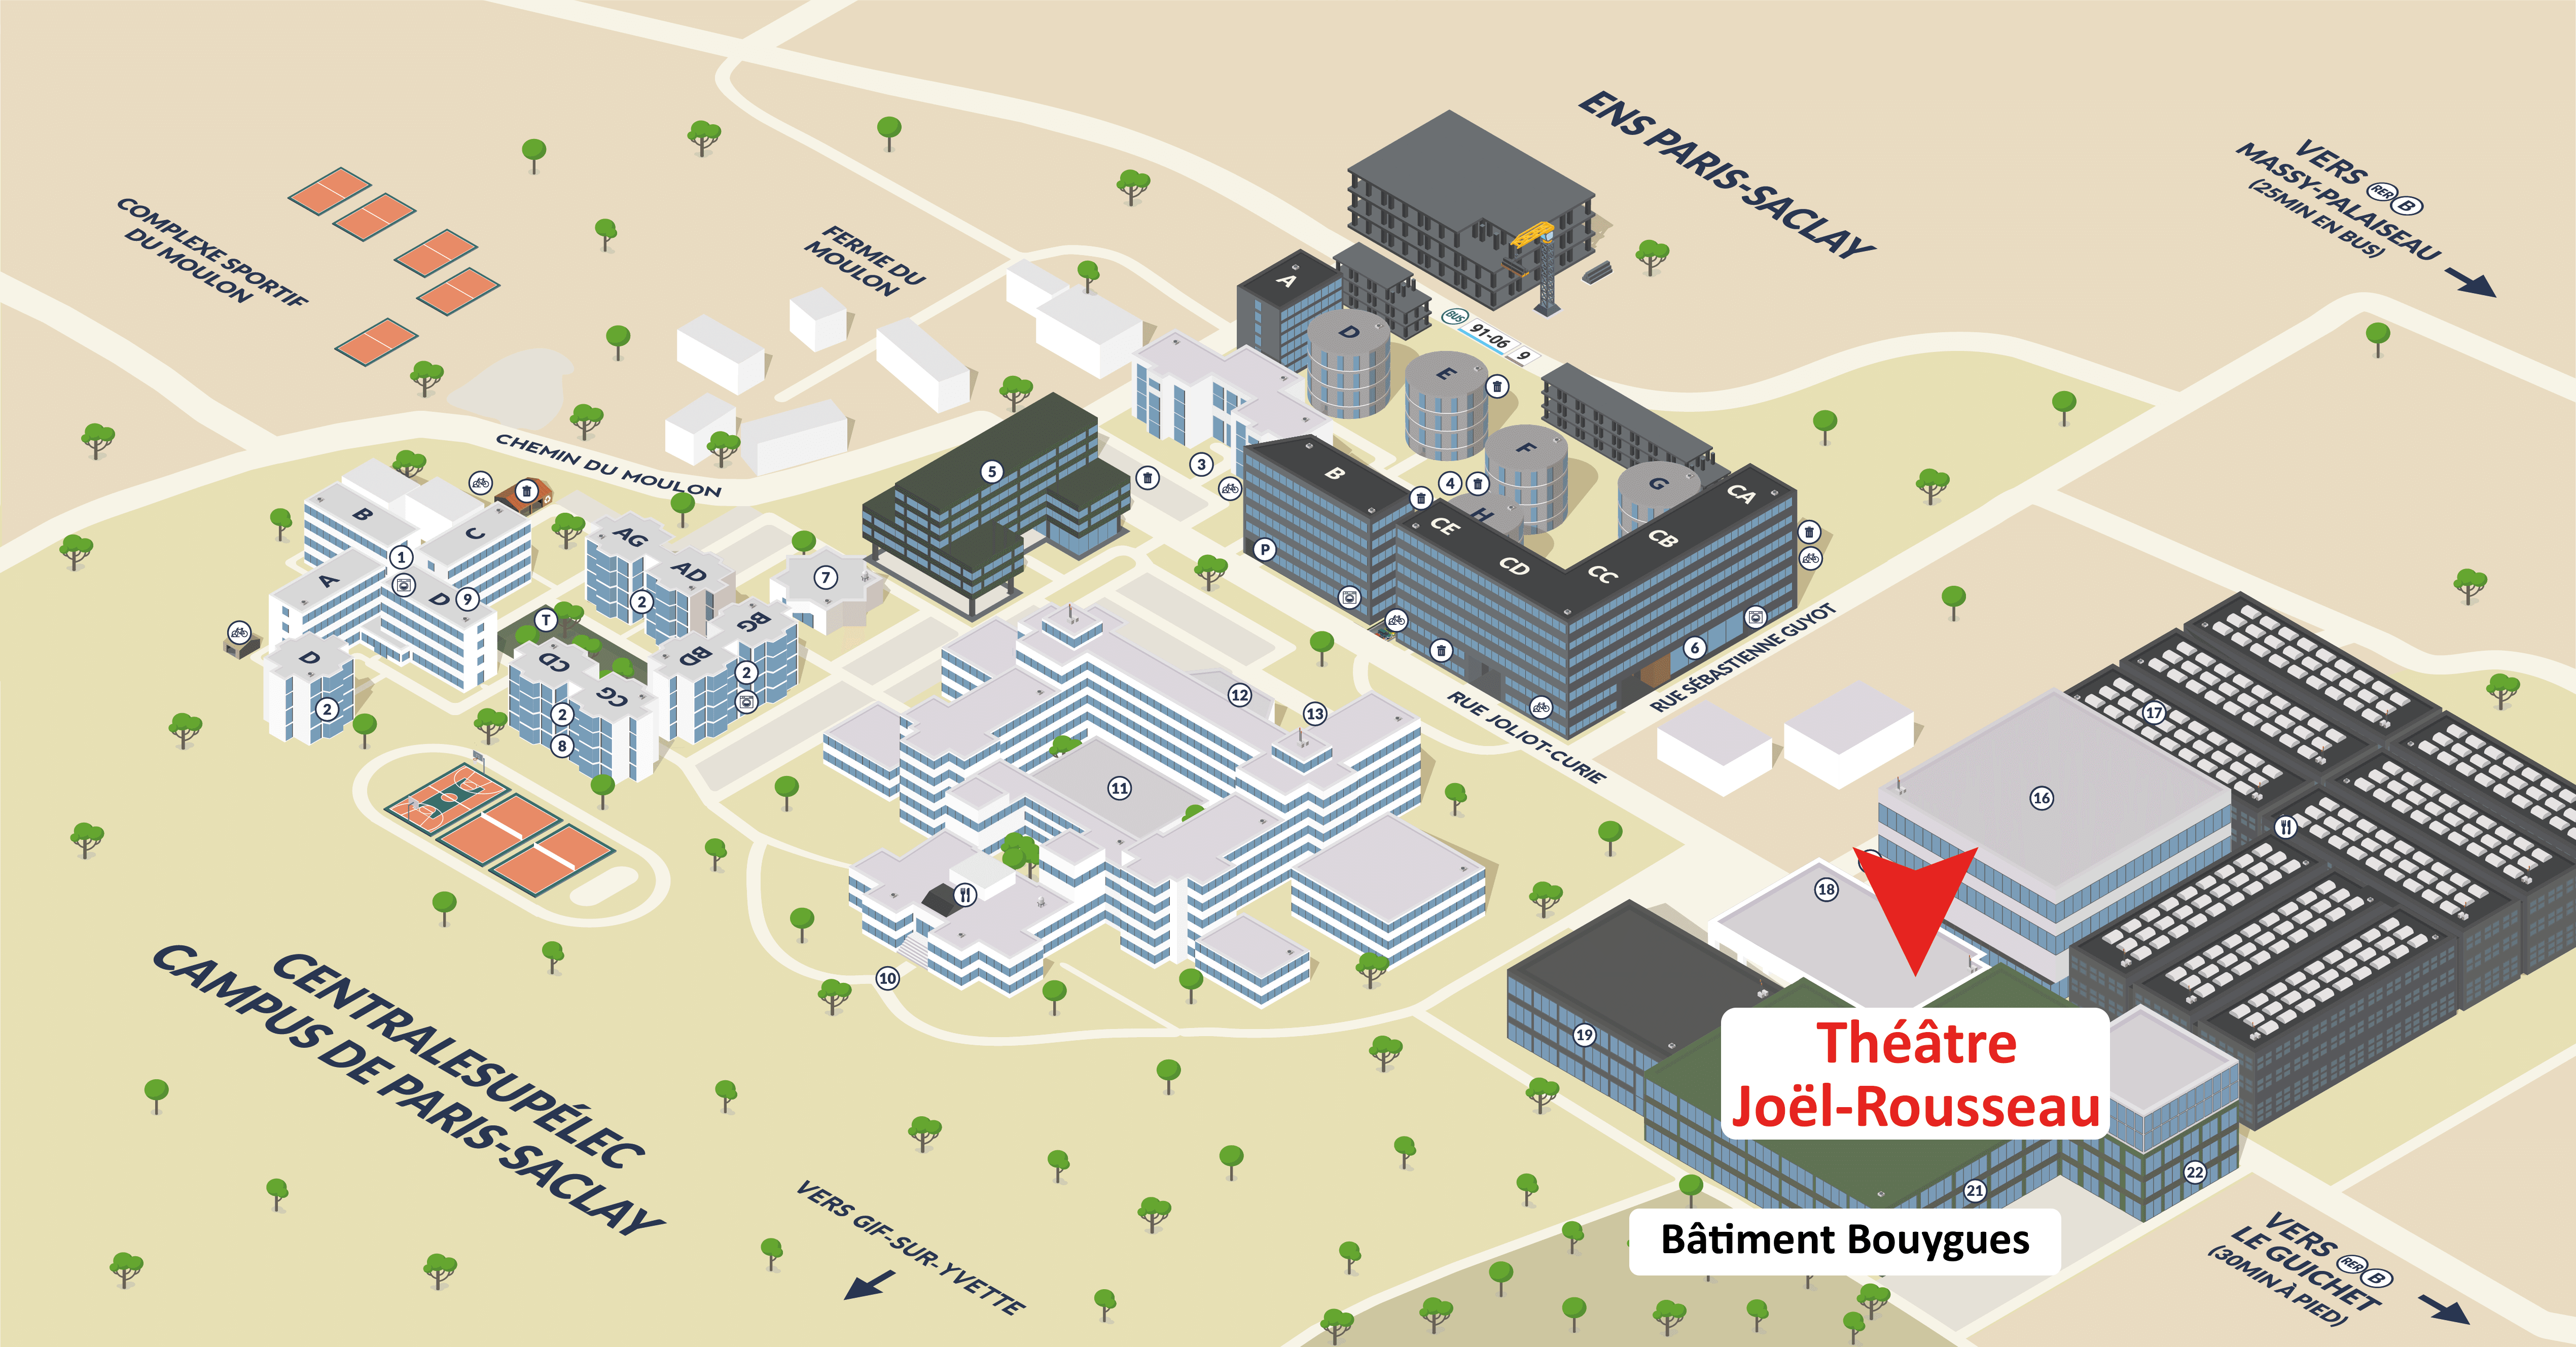 ENS PARIS-SACLAY
VERS RER B
MASSY-PALAISEAU
(25MIN EN BUS)
COMPLEXE SPORTIF
DU MOULON
FERME DU
MOULON
BUS 91-06 9
CHEMIN DU MOULON
A
D
E
F
G
H
B
CE
CD
CC
CB
CA
3
4
5
P
6
RUE SÉBASTIENNE GUYOT
RUE JOLIOT-CURIE
B
C
A
D
1
9
D
2
AG
AD
2
T
7
BG
BD
2
CD
CG
2
8
10
11
12
13
16
17
18
19
21
22
Théâtre
Joël-Rousseau
Bâtiment Bouygues
CENTRALESUPÉLEC
CAMPUS DE PARIS-SACLAY
VERS GIF-SUR-YVETTE
VERS RER B
LE GUICHET
(30MIN À PIED)